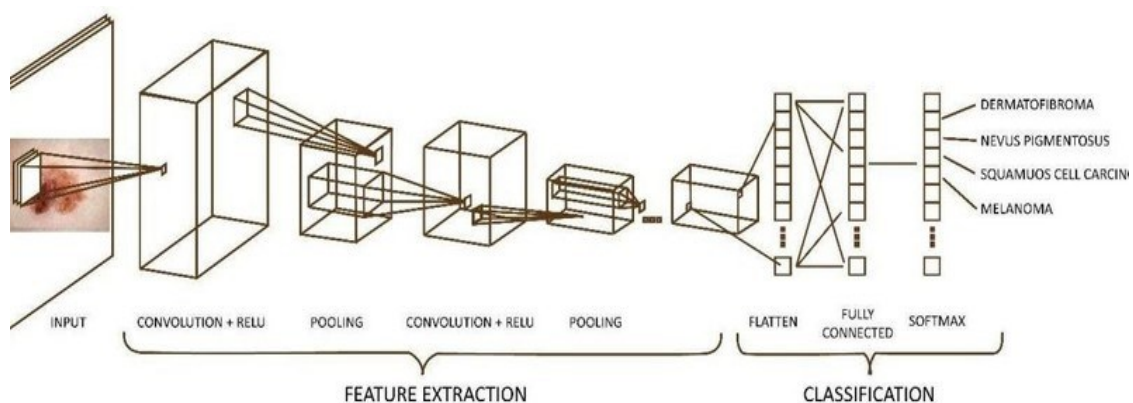 DERMATOFIBROMA
NEVUS PIGMENTOSUS
SQUAMUOS CELL CARCINO
MELANOMA
INPUT
CONVOLUTION + RELU
POOLING
CONVOLUTION + RELU
POOLING
FLATTEN
FULLY
CONNECTED
SOFTMAX
FEATURE EXTRACTION
CLASSIFICATION